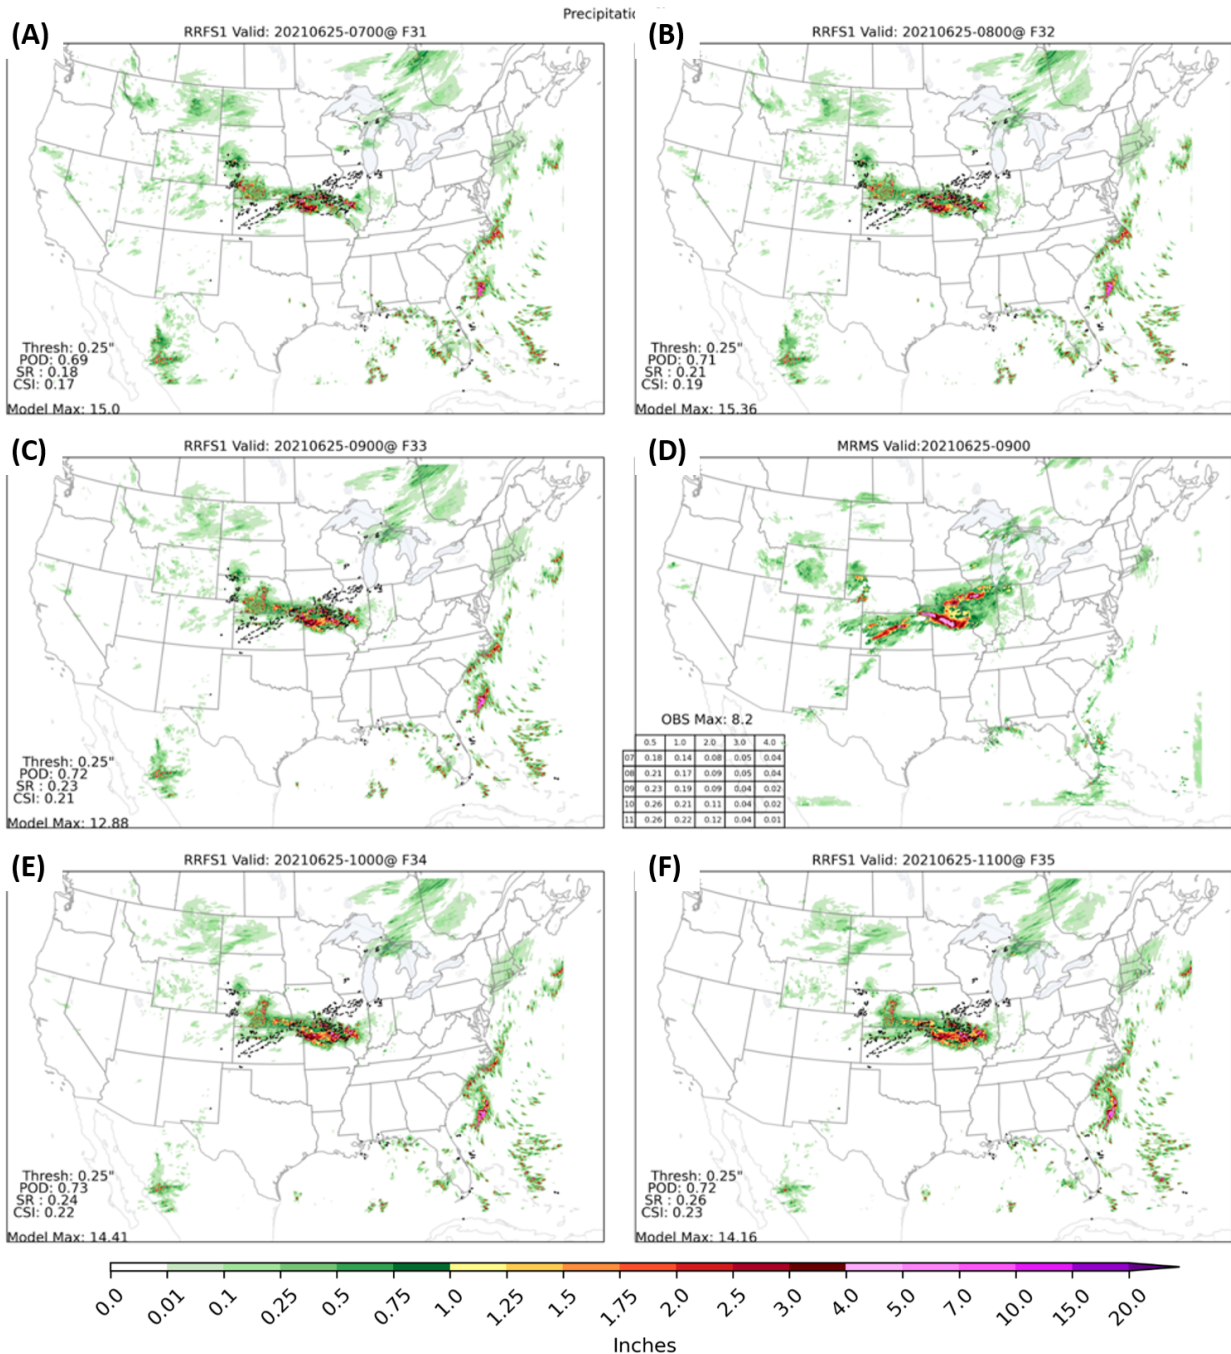 (A)
(B)
RRFS1 Valid: 20210625-0700@ F31
RRFS1 Valid: 20210625-0800@ F32
Thresh: 0.25"
POD: 0.69
SR : 0.18
CSI: 0.17
Model Max: 15.0
Thresh: 0.25"
POD: 0.71
SR : 0.21
CSI: 0.19
Model Max: 15.36
(C)
(D)
RRFS1 Valid: 20210625-0900@ F33
MRMS Valid:20210625-0900
Thresh: 0.25"
POD: 0.72
SR : 0.23
CSI: 0.21
Model Max: 12.88
OBS Max: 8.2
0.5 1.0 2.0 3.0 4.0
07 0.18 0.14 0.08 0.05 0.04
08 0.21 0.17 0.09 0.05 0.04
09 0.23 0.19 0.09 0.04 0.02
10 0.26 0.21 0.11 0.04 0.02
11 0.26 0.22 0.12 0.04 0.01
(E)
(F)
RRFS1 Valid: 20210625-1000@ F34
RRFS1 Valid: 20210625-1100@ F35
Thresh: 0.25"
POD: 0.73
SR : 0.24
CSI: 0.22
Model Max: 14.41
Thresh: 0.25"
POD: 0.72
SR : 0.26
CSI: 0.23
Model Max: 14.16
0.0 0.01 0.1 0.25 0.5 0.75 1.0 1.25 1.5 1.75 2.0 2.5 3.0 4.0 5.0 7.0 10.0 15.0 20.0
Inches